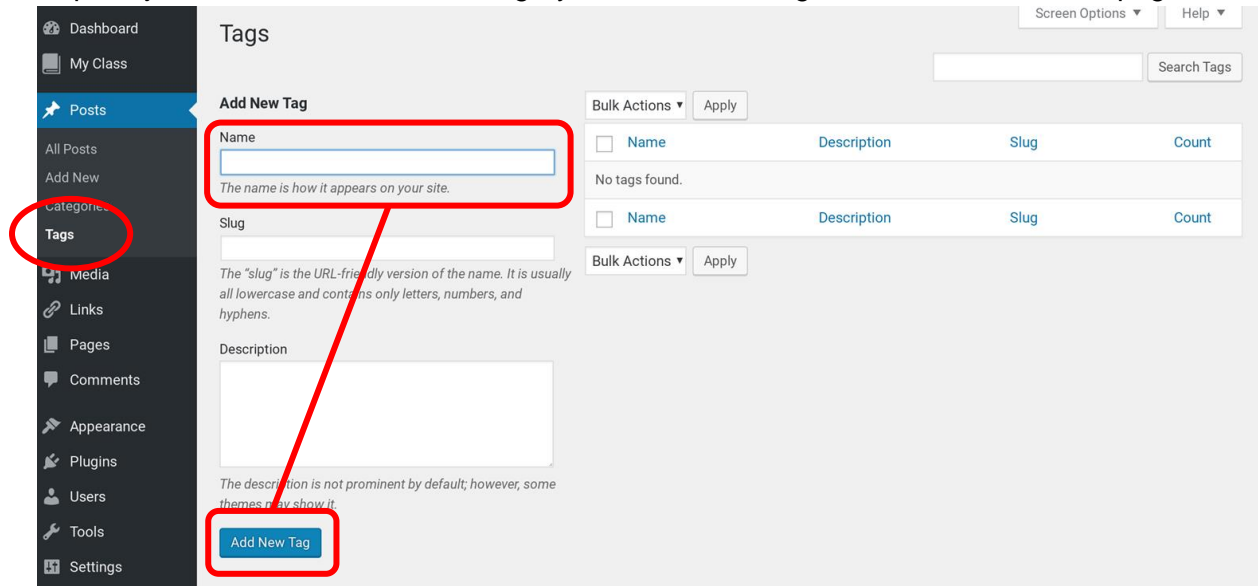 Screen Options ▼
Help ▼
Dashboard
My Class
Posts
All Posts
Add New
Categories
Tags
Media
Links
Pages
Comments
Appearance
Plugins
Users
Tools
Settings
Tags
Search Tags
Add New Tag
Name
The name is how it appears on your site.
Slug
The “slug” is the URL-friendly version of the name. It is usually
all lowercase and contains only letters, numbers, and
hyphens.
Description
The description is not prominent by default; however, some
themes may show it.
Add New Tag
Bulk Actions ▼ Apply
Name Description Slug Count
No tags found.
Name Description Slug Count
Bulk Actions ▼ Apply